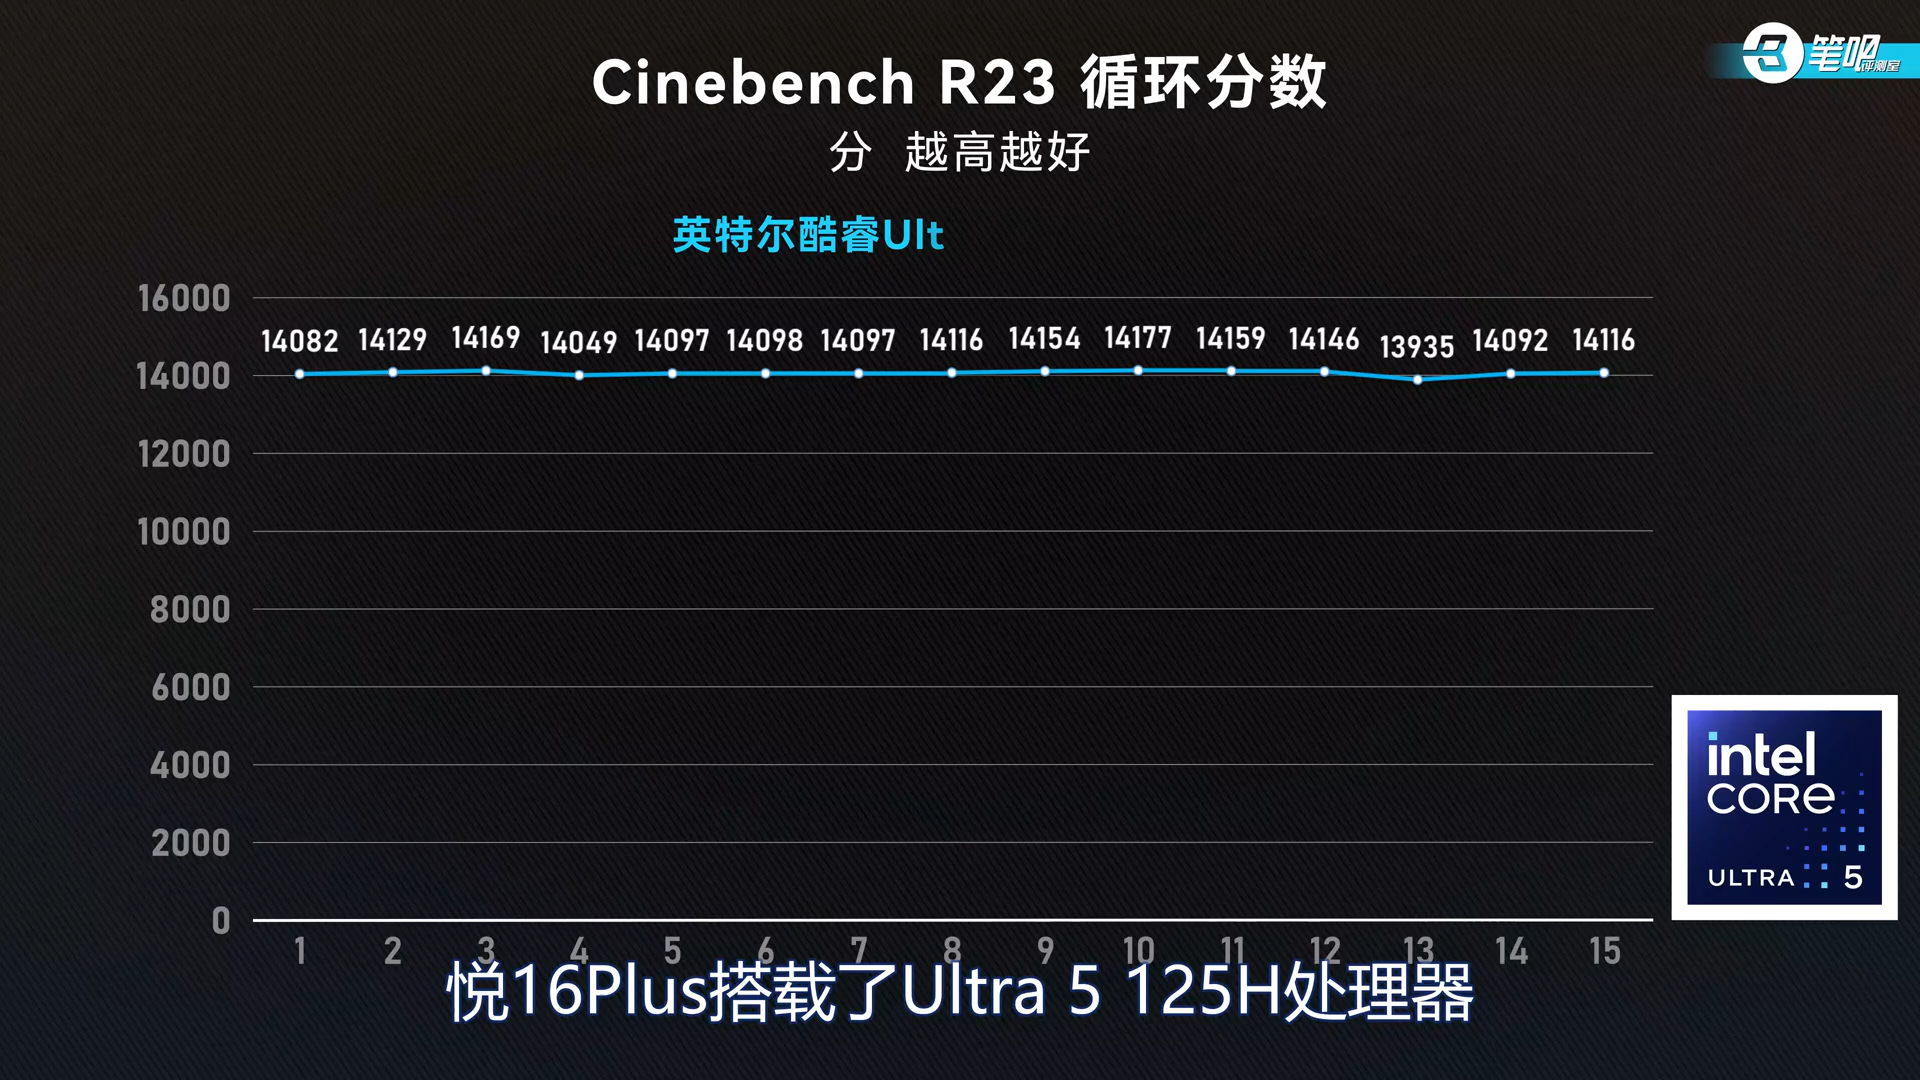 笔吧
评测室
Cinebench R23 循环分数
分 越高越好
英特尔酷睿Ult
16000
14082 14129 14169 14049 14097 14098 14097 14116 14154 14177 14159 14146 13935 14092 14116
14000
12000
10000
8000
6000
4000
2000
0
intel
CORE
ULTRA 5
1 2 3 4 5 6 7 8 9 10 11 12 13 14 15
悦16Plus搭载了Ultra 5 125H处理器